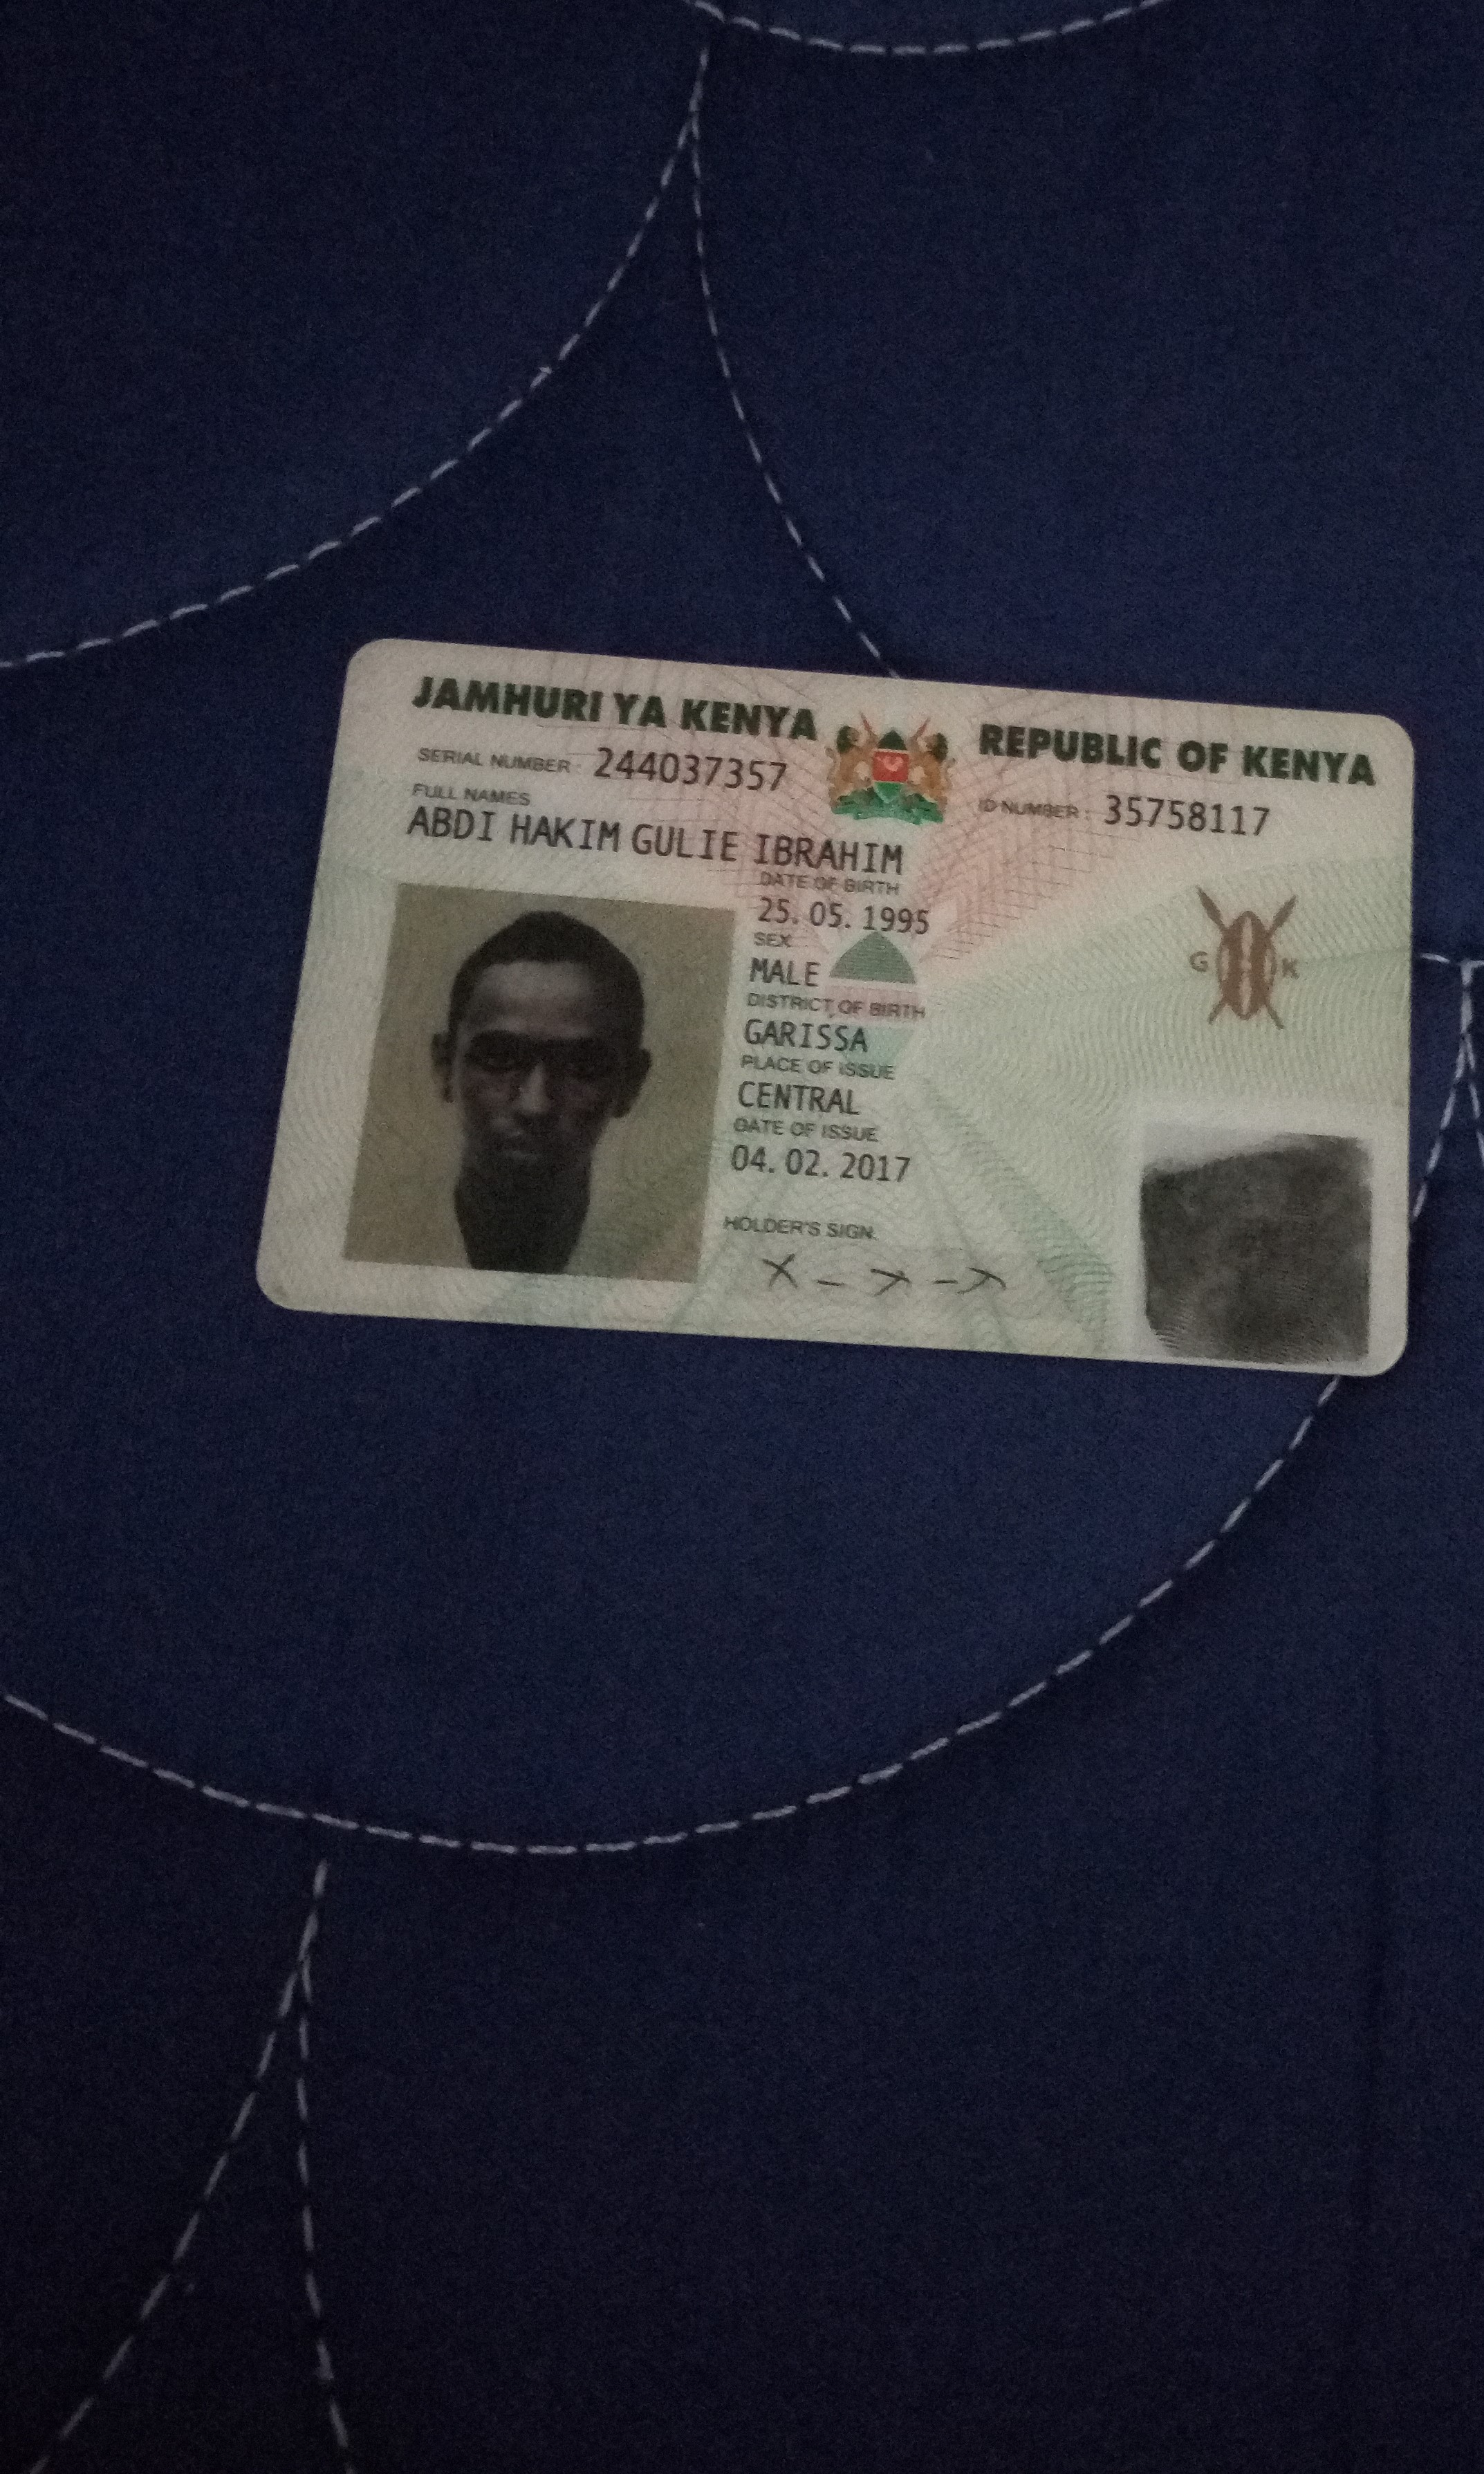 JAMHURI YA KENYA REPUBLIC OF KENYA
SERIAL NUMBER : 244037357 ID NUMBER : 35758117
FULL NAMES
ABDI HAKIM GULIE IBRAHIM
DATE OF BIRTH
25. 05. 1995
SEX
MALE
DISTRICT OF BIRTH
GARISSA
PLACE OF ISSUE
CENTRAL
DATE OF ISSUE
04. 02. 2017
HOLDER'S SIGN.
G K